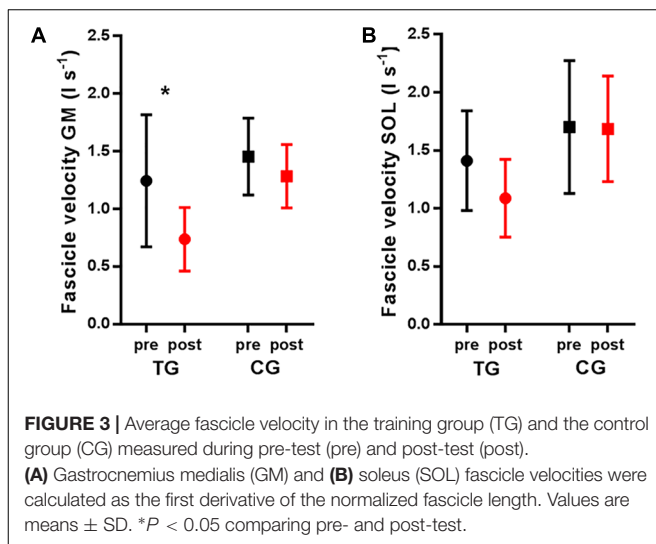 A
B
Fascicle velocity GM (l s⁻¹)
2.5
2.0
1.5
1.0
0.5
0.0
*
pre post
pre post
TG
CG
Fascicle velocity SOL (l s⁻¹)
2.5
2.0
1.5
1.0
0.5
0.0
pre post
pre post
TG
CG
FIGURE 3 | Average fascicle velocity in the training group (TG) and the control
group (CG) measured during pre-test (pre) and post-test (post).
(A) Gastrocnemius medialis (GM) and (B) soleus (SOL) fascicle velocities were
calculated as the first derivative of the normalized fascicle length. Values are
means ± SD. *P < 0.05 comparing pre- and post-test.